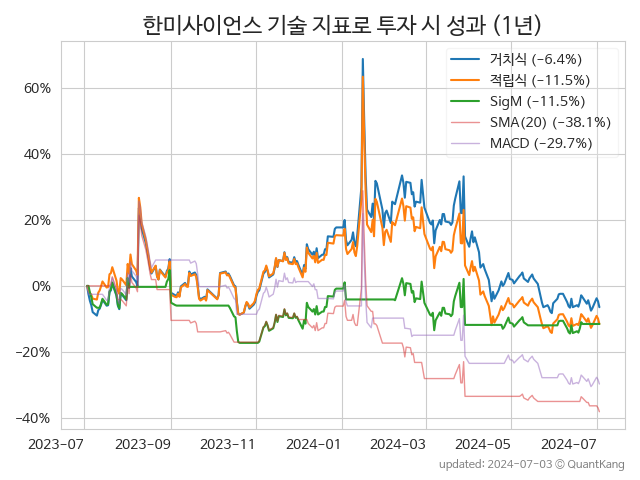 한미사이언스 기술 지표로 투자 시 성과 (1년)
거치식 (−6.4%)
적립식 (−11.5%)
SigM (−11.5%)
SMA(20) (−38.1%)
MACD (−29.7%)
60%
40%
20%
0%
−20%
−40%
2023-07 2023-09 2023-11 2024-01 2024-03 2024-05 2024-07
updated: 2024-07-03 © QuantKang